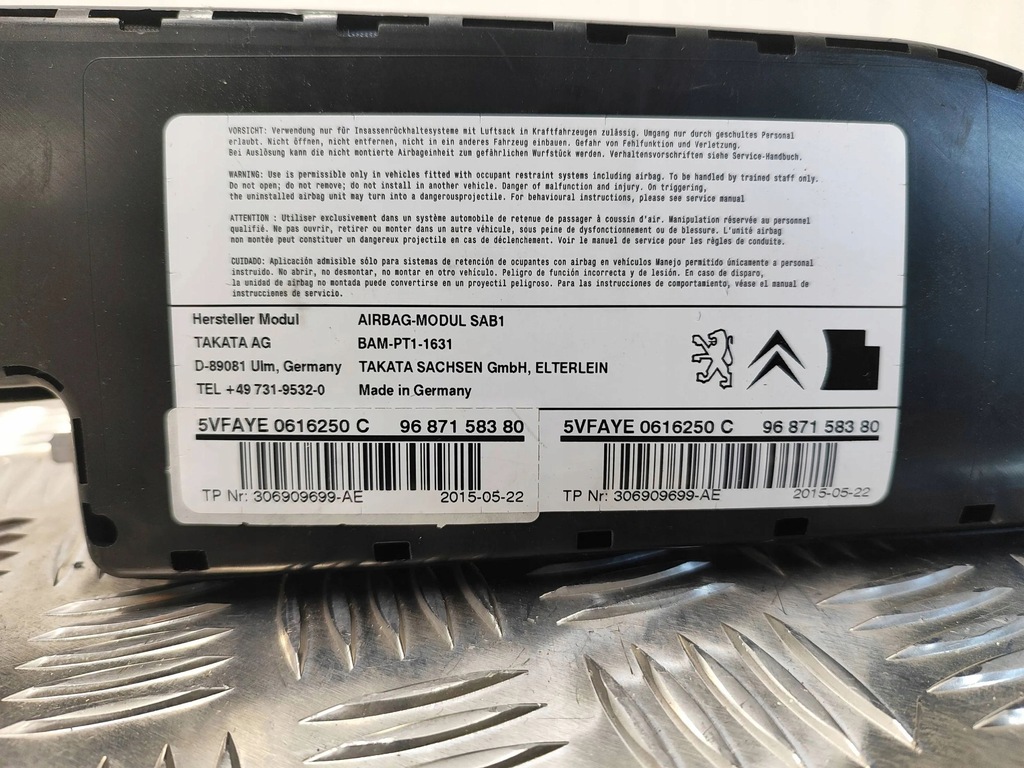 VORSICHT: Verwendung nur für Insassenrückhaltesysteme mit Luftsack in Kraftfahrzeugen zulässig. Umgang nur durch geschultes Personal
erlaubt. Nicht öffnen, nicht entfernen, nicht in ein anderes Fahrzeug einbauen. Gefahr von Fehlfunktion und Verletzung.
Bei Auslösung kann die nicht montierte Airbageinheit zum gefährlichen Wurfstück werden. Verhaltensvorschriften siehe Service-Handbuch.
WARNING: Use is permissible only in vehicles fitted with occupant restraint systems including airbag. To be handled by trained staff only.
Do not open; do not remove; do not install in another vehicle. Danger of malfunction and injury. On triggering,
the uninstalled airbag unit may turn into a dangerousprojectile. For behavioural instructions, please see service manual
ATTENTION : Utiliser exclusivement dans un système automobile de retenue de passager à coussin d'air. Manipulation réservée au personnel
qualifié. Ne pas ouvrir, retirer ou monter dans un autre véhicule, sous peine de dysfonctionnement ou de blessure. L'unité airbag
non montée peut constituer un dangereux projectile en cas de déclenchement. Voir le manuel de service pour les règles de conduite.
CUIDADO: Aplicación admisible sólo para sistemas de retención de ocupantes con airbag en vehículos Manejo permitido únicamente a personal
instruido. No abrir, no desmontar, no montar en otro vehículo. Peligro de función incorrecta y de lesión. En caso de disparo,
la unidad de airbag no montada puede convertirse en un proyectil peligroso. Para las instrucciones de comportamiento, véase el manual de
instrucciones de servicio.
Hersteller Modul AIRBAG-MODUL SAB1
TAKATA AG BAM-PT1-1631
D-89081 Ulm, Germany TAKATA SACHSEN GmbH, ELTERLEIN
TEL +49 731-9532-0 Made in Germany
5VFAYE 0616250 C 96 871 583 80 5VFAYE 0616250 C 96 871 583 80
TP Nr: 306909699-AE 2015-05-22 TP Nr: 306909699-AE 2015-05-22